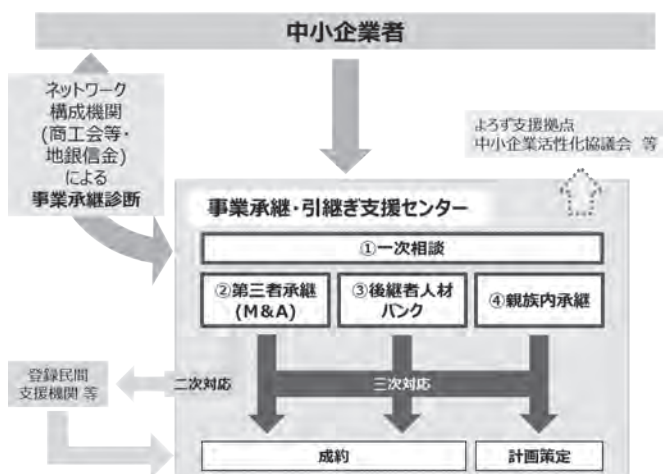 中小企業者
ネットワーク
構成機関
(商工会等・
地銀信金)
による
事業承継診断
よろず支援拠点
中小企業活性化協議会 等
事業承継・引継ぎ支援センター
①一次相談
②第三者承継
(M&A)
③後継者人材
バンク
④親族内承継
登録民間
支援機関 等
二次対応
三次対応
成約
計画策定